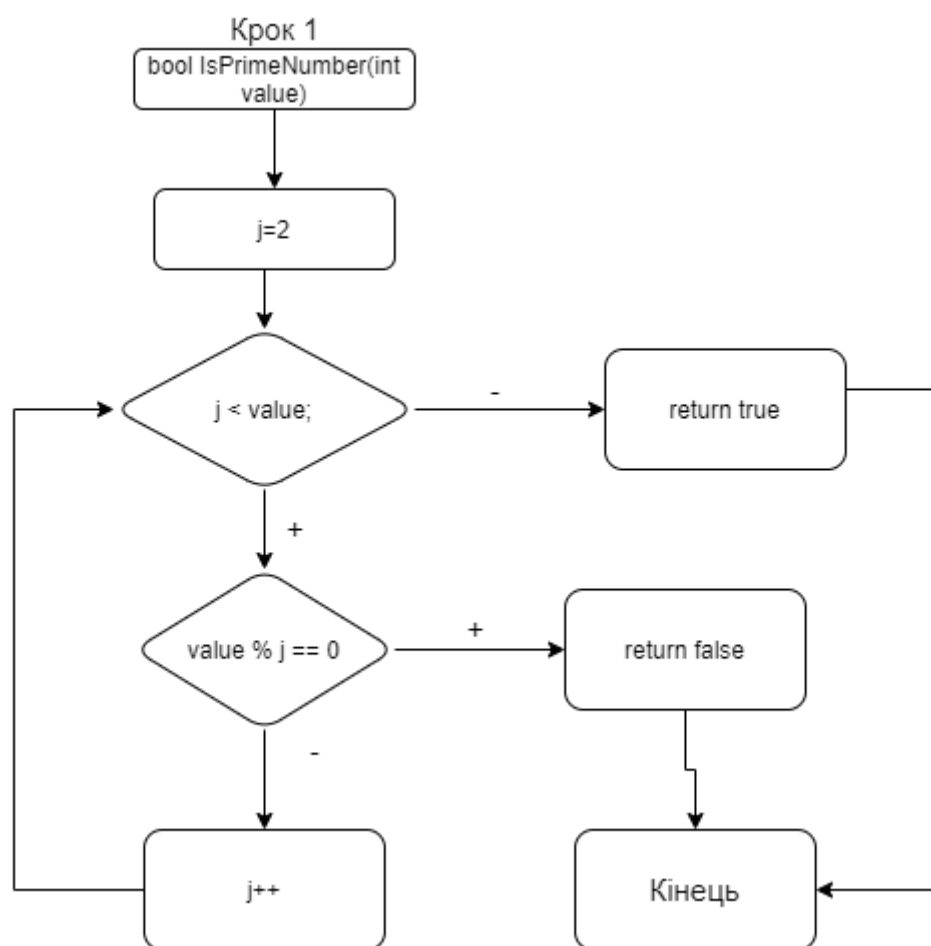 Крок 1
bool IsPrimeNumber(int
value)
j=2
j < value;
-
return true
+
value % j == 0
+
return false
-
j++
Кінець